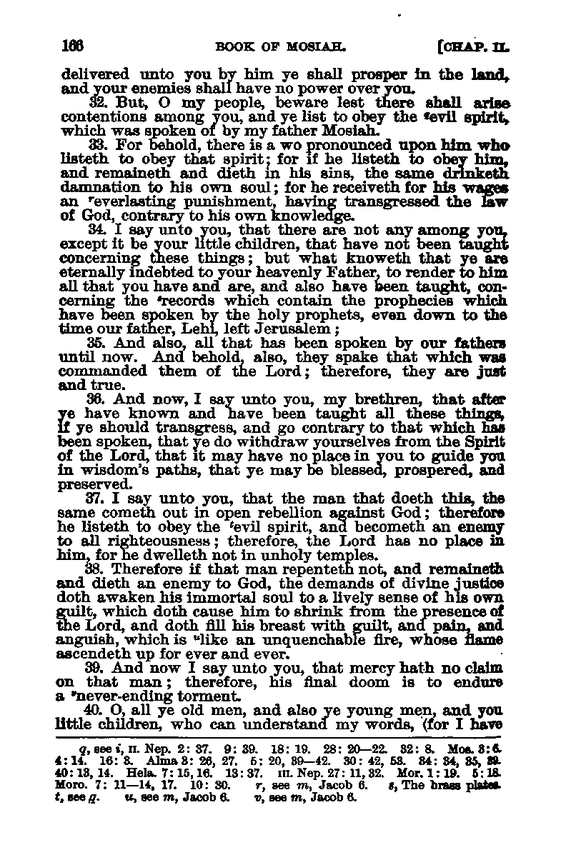 166 BOOK OF MOSIAH. [CHAP. II.
delivered unto you by him ye shall prosper in the land,
and your enemies shall have no power over you.
32. But, O my people, beware lest there shall arise
contentions among you, and ye list to obey the qevil spirit,
which was spoken of by my father Mosiah.
33. For behold, there is a wo pronounced upon him who
listeth to obey that spirit; for if he listeth to obey him,
and remaineth and dieth in his sins, the same drinketh
damnation to his own soul; for he receiveth for his wages
an reverlasting punishment, having transgressed the law
of God, contrary to his own knowledge.
34. I say unto you, that there are not any among you,
except it be your little children, that have not been taught
concerning these things; but what knoweth that ye are
eternally indebted to your heavenly Father, to render to him
all that you have and are, and also have been taught, con-
cerning the srecords which contain the prophecies which
have been spoken by the holy prophets, even down to the
time our father, Lehi, left Jerusalem;
35. And also, all that has been spoken by our fathers
until now. And behold, also, they spake that which was
commanded them of the Lord; therefore, they are just
and true.
36. And now, I say unto you, my brethren, that after
ye have known and have been taught all these things,
if ye should transgress, and go contrary to that which has
been spoken, that ye do withdraw yourselves from the Spirit
of the Lord, that it may have no place in you to guide you
in wisdom's paths, that ye may be blessed, prospered, and
preserved.
37. I say unto you, that the man that doeth this, the
same cometh out in open rebellion against God; therefore
he listeth to obey the tevil spirit, and becometh an enemy
to all righteousness; therefore, the Lord has no place in
him, for he dwelleth not in unholy temples.
38. Therefore if that man repenteth not, and remaineth
and dieth an enemy to God, the demands of divine justice
doth awaken his immortal soul to a lively sense of his own
guilt, which doth cause him to shrink from the presence of
the Lord, and doth fill his breast with guilt, and pain, and
anguish, which is ulike an unquenchable fire, whose flame
ascendeth up for ever and ever.
39. And now I say unto you, that mercy hath no claim
on that man; therefore, his final doom is to endure
a vnever-ending torment.
40. O, all ye old men, and also ye young men, and you
little children, who can understand my words, (for I have
q, see i, II. Nep. 2: 37. 9: 39. 18: 19. 28: 20—22. 32: 8. Mos. 3: 6.
4: 14. 16: 3. Alma 3: 26, 27. 5: 20, 39—42. 30: 42, 53. 34: 34, 35, 39.
40: 13, 14. Hela. 7: 15, 16. 13: 37. III. Nep. 27: 11, 32. Mor. 1: 19. 5: 18.
Moro. 7: 11—14, 17. 10: 30. r, see m, Jacob 6. s, The brass plates.
t, see q. u, see m, Jacob 6. v, see m, Jacob 6.